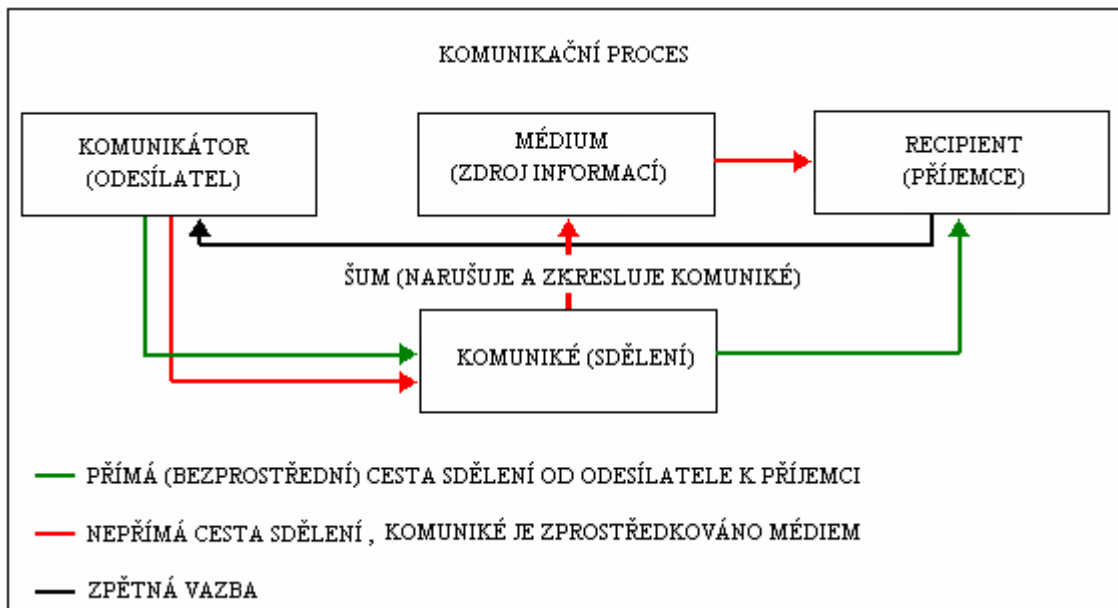 KOMUNIKAČNÍ PROCES
KOMUNIKÁTOR
(ODESÍLATEL)
MÉDIUM
(ZDROJ INFORMACÍ)
RECIPIENT
(PŘÍJEMCE)
ŠUM (NARUŠUJE A ZKRESLUJE KOMUNIKÉ)
KOMUNIKÉ (SDĚLENÍ)
PŘÍMÁ (BEZPROSTŘEDNÍ) CESTA SDĚLENÍ OD ODESÍLATELE K PŘÍJEMCI
NEPŘÍMÁ CESTA SDĚLENÍ , KOMUNIKÉ JE ZPROSTŘEDKOVÁNO MÉDIEM
ZPĚTNÁ VAZBA